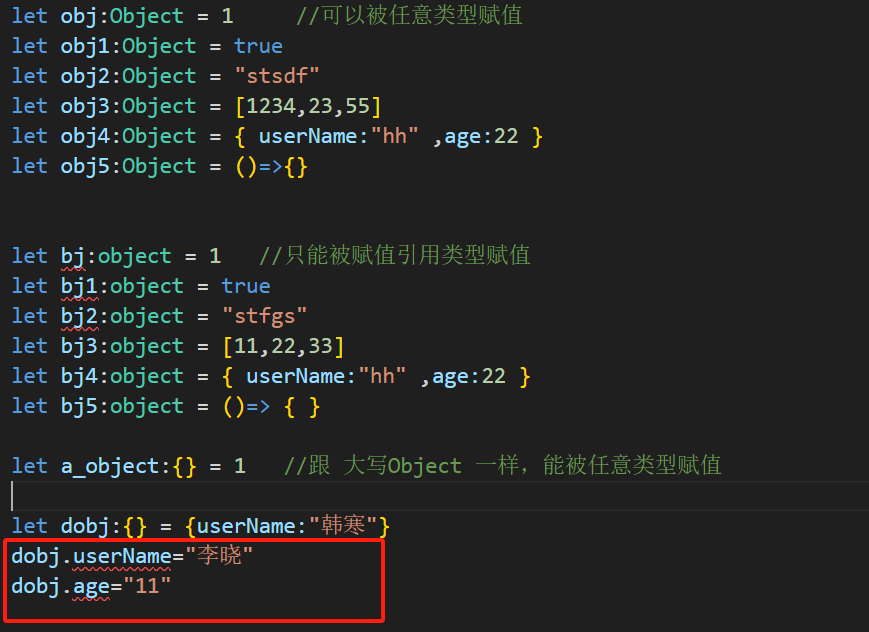 let obj:Object = 1     //可以被任意类型赋值
let obj1:Object = true
let obj2:Object = "stsdf"
let obj3:Object = [1234,23,55]
let obj4:Object = { userName:"hh" ,age:22 }
let obj5:Object = ()=>{}
let bj:object = 1   //只能被赋值引用类型赋值
let bj1:object = true
let bj2:object = "stfgs"
let bj3:object = [11,22,33]
let bj4:object = { userName:"hh" ,age:22 }
let bj5:object = ()=> { }
let a_object:{} = 1   //跟 大写Object 一样，能被任意类型赋值
let dobj:{} = {userName:"韩寒"}
dobj.userName="李晓"
dobj.age="11"